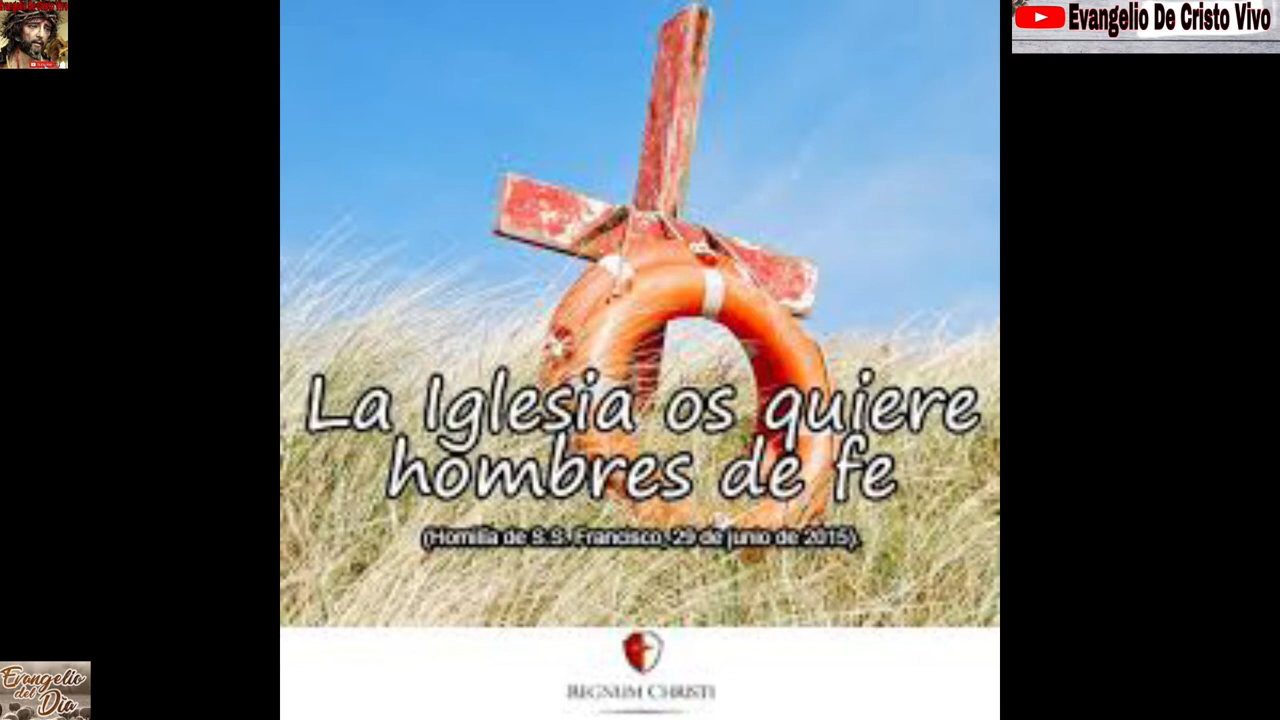 Evangelio De Cristo Vivo
La Iglesia os quiere
hombres de fe
(Homilía de S.S. Francisco, 29 de junio de 2015).
REGNUM CHRISTI
Evangelio
del
Día